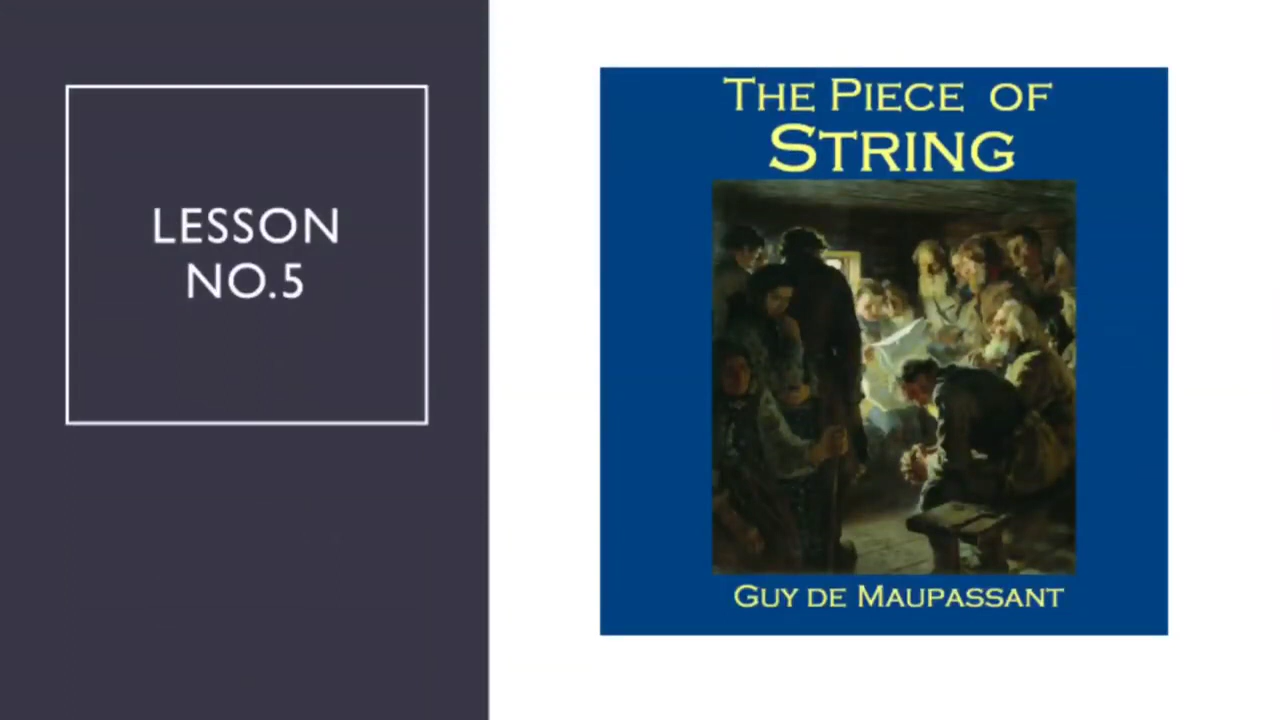 LESSON
NO.5
THE PIECE OF
STRING
GUY DE MAUPASSANT